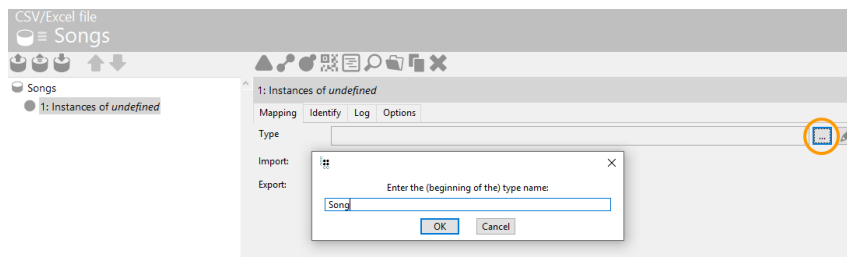 CSV/Excel file
Songs
Songs
1: Instances of undefined
1: Instances of undefined
Mapping Identify Log Options
Type ...
Import:
Export:
Enter the (beginning of the) type name:
Song
OK Cancel